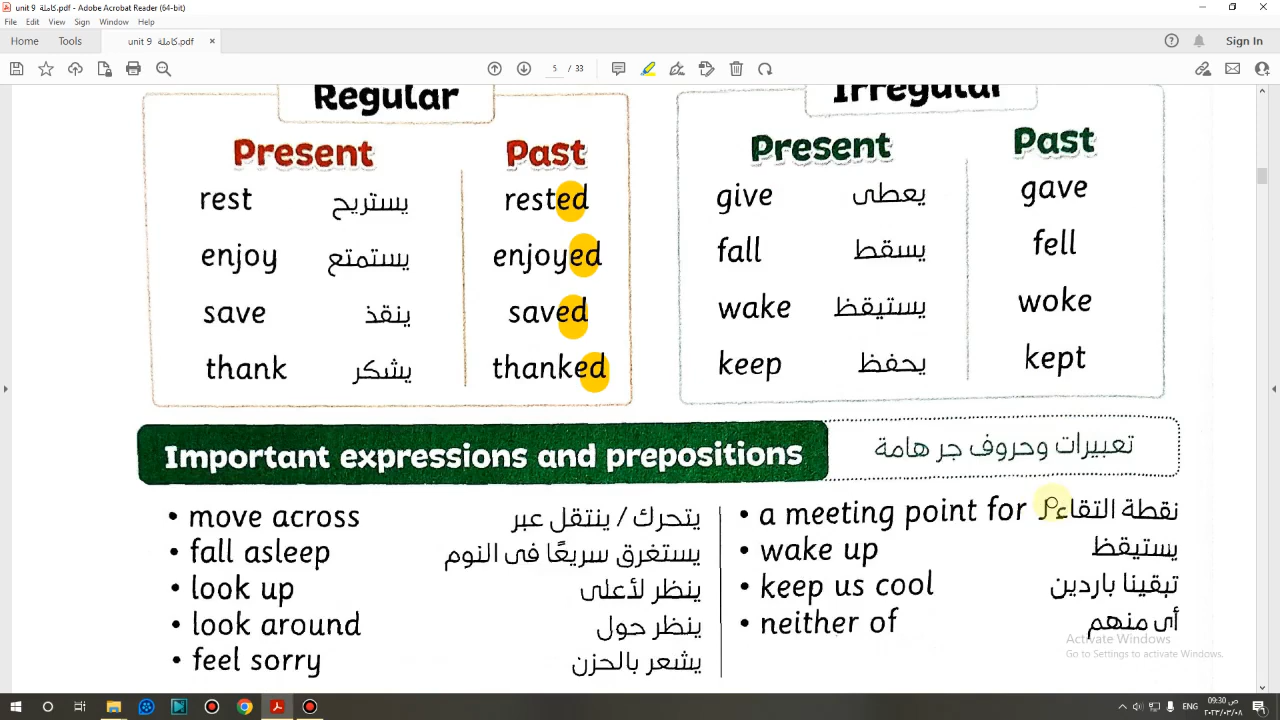 unit 9 كاملة.pdf - Adobe Acrobat Reader (64-bit)
File Edit View Sign Window Help
Home Tools unit 9 كاملة.pdf × Sign In
5 / 33
Regular
Present Past
rest يستريح rested
enjoy يستمتع enjoyed
save ينقذ saved
thank يشكر thanked
Irregular
Present Past
give يعطى gave
fall يسقط fell
wake يستيقظ woke
keep يحفظ kept
Important expressions and prepositions
تعبيرات وحروف جر هامة
• move across يتحرك / ينتقل عبر
• fall asleep يستغرق سريعًا فى النوم
• look up ينظر لأعلى
• look around ينظر حول
• feel sorry يشعر بالحزن
• a meeting point for نقطة التقاء
• wake up يستيقظ
• keep us cool تبقينا باردين
• neither of أى منهم
Activate Windows
Go to Settings to activate Windows.
ENG 09:30 ص
٢٠٢٣/٠٣/٠٨